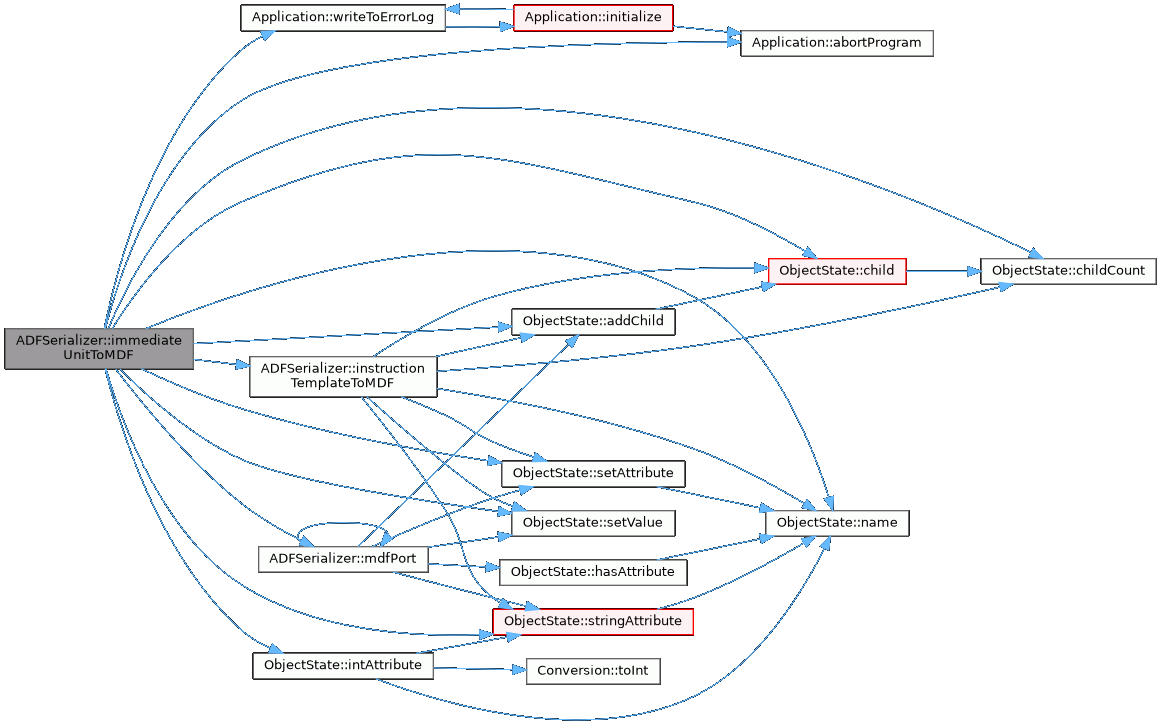 Application::writeToErrorLog
Application::initialize
Application::abortProgram
ObjectState::child
ObjectState::childCount
ObjectState::addChild
ADFSerializer::immediate
UnitToMDF
ADFSerializer::instruction
TemplateToMDF
ObjectState::setAttribute
ObjectState::setValue
ObjectState::name
ADFSerializer::mdfPort
ObjectState::hasAttribute
ObjectState::stringAttribute
ObjectState::intAttribute
Conversion::toInt